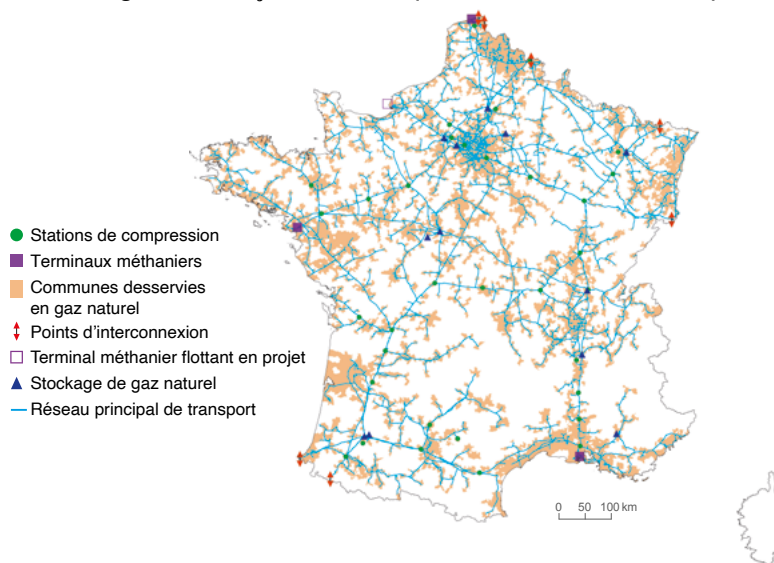 Stations de compression
Terminaux méthaniers
Communes desservies
en gaz naturel
Points d'interconnexion
Terminal méthanier flottant en projet
Stockage de gaz naturel
Réseau principal de transport
0 50 100 km